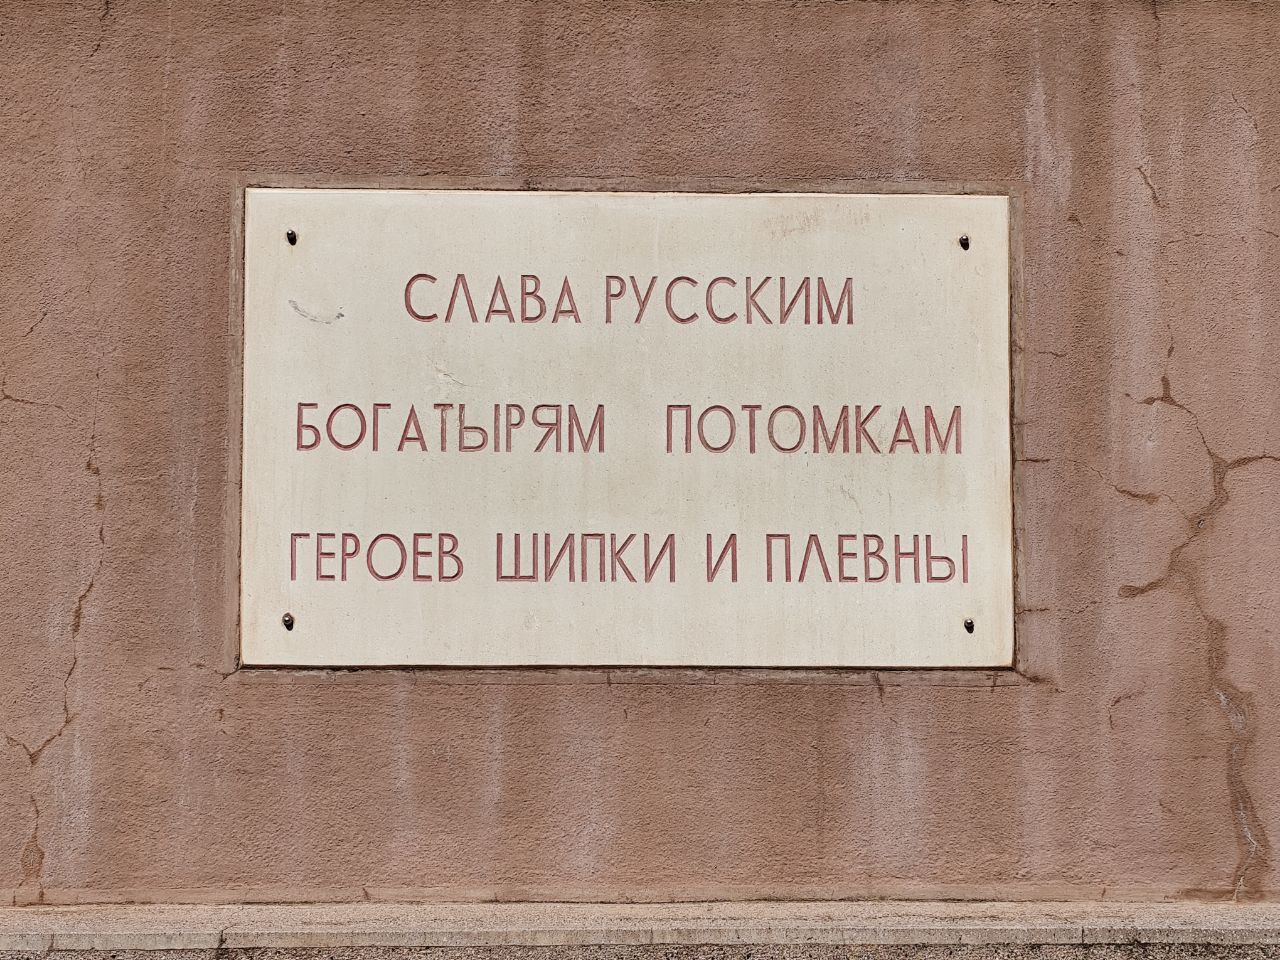 СЛАВА РУССКИМ
БОГАТЫРЯМ ПОТОМКАМ
ГЕРОЕВ ШИПКИ И ПЛЕВНЫ